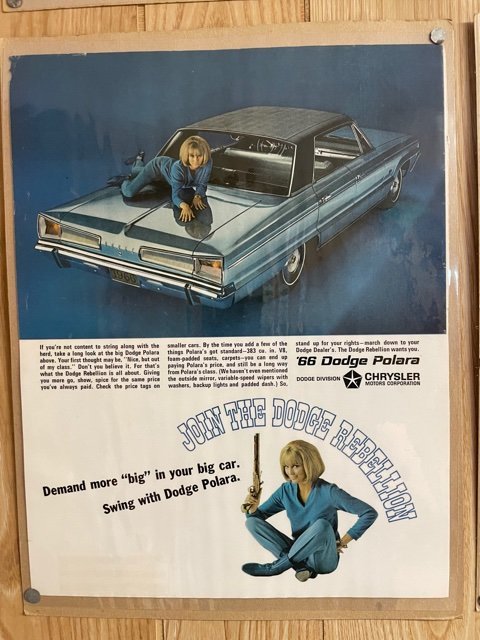 DODGE
If you're not content to string along with the
herd, take a long look at the big Dodge Polara
above. Your first thought may be, "Nice, but out
of my class." Don't you believe it. For that's
what the Dodge Rebellion is all about. Giving
you more go, show, spice for the same price
you've always paid. Check the price tags on
smaller cars. By the time you add a few of the
things Polara's got standard—383 cu. in. V8,
foam-padded seats, carpets—you can end up
paying Polara's price, and still be a long way
from Polara's class. (We haven't even mentioned
the outside mirror, variable-speed wipers with
washers, backup lights and padded dash.) So,
stand up for your rights—march down to your
Dodge Dealer's. The Dodge Rebellion wants you.
'66 Dodge Polara
DODGE DIVISION CHRYSLER
MOTORS CORPORATION
JOIN THE DODGE REBELLION
Demand more "big" in your big car.
Swing with Dodge Polara.